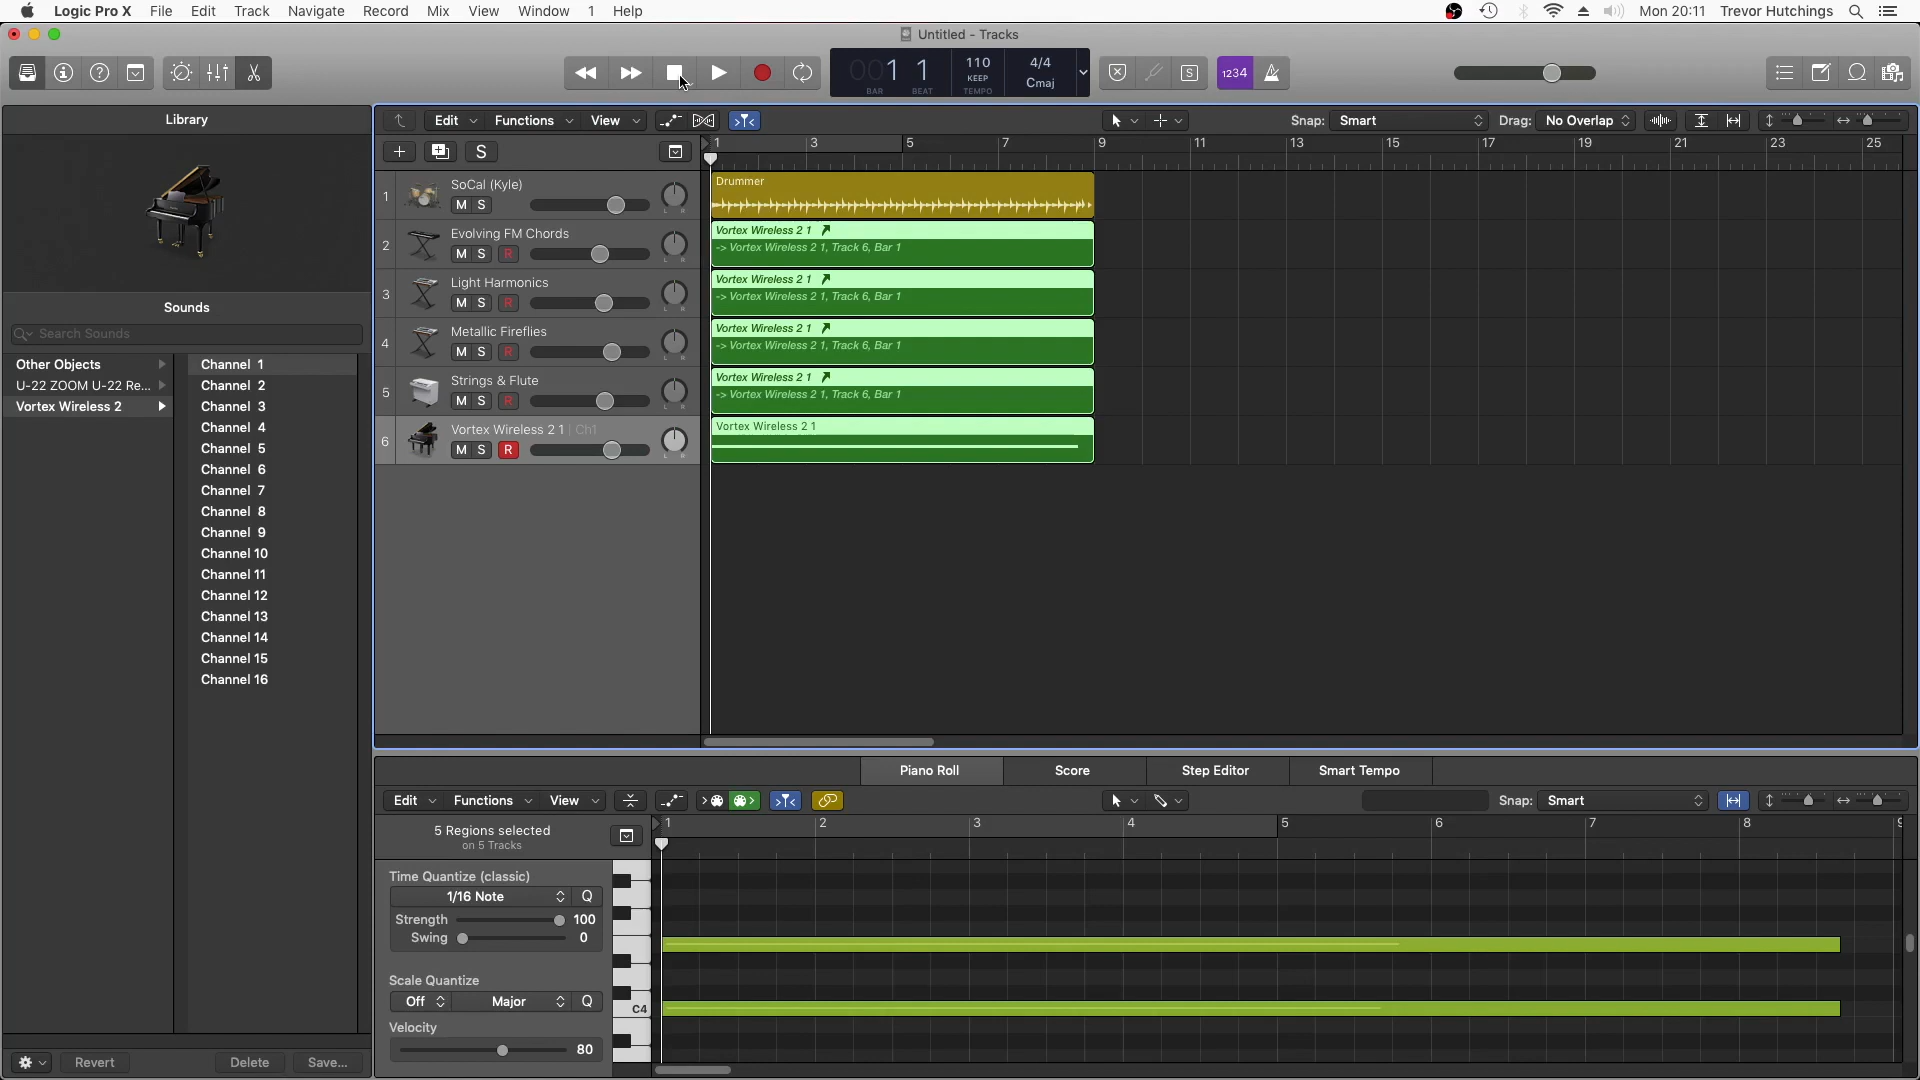 Logic Pro X File Edit Track Navigate Record Mix View Window 1 Help Mon 20:11 Trevor Hutchings
Untitled - Tracks
001 1 110 KEEP TEMPO 4/4 Cmaj
BAR BEAT
1234
Library
Edit Functions View Snap: Smart Drag: No Overlap
S
1 3 5 7 9 11 13 15 17 19 21 23 25
1 SoCal (Kyle)
M S
L R
Drummer
2 Evolving FM Chords
M S R
L R
Vortex Wireless 2 1
-> Vortex Wireless 2 1, Track 6, Bar 1
3 Light Harmonics
M S R
L R
Vortex Wireless 2 1
-> Vortex Wireless 2 1, Track 6, Bar 1
4 Metallic Fireflies
M S R
L R
Vortex Wireless 2 1
-> Vortex Wireless 2 1, Track 6, Bar 1
5 Strings & Flute
M S R
L R
Vortex Wireless 2 1
-> Vortex Wireless 2 1, Track 6, Bar 1
6 Vortex Wireless 2 1 | Ch1
M S R
L R
Vortex Wireless 2 1
Sounds
Search Sounds
Other Objects
U-22 ZOOM U-22 Re...
Vortex Wireless 2
Channel 1
Channel 2
Channel 3
Channel 4
Channel 5
Channel 6
Channel 7
Channel 8
Channel 9
Channel 10
Channel 11
Channel 12
Channel 13
Channel 14
Channel 15
Channel 16
Revert Delete Save...
Piano Roll Score Step Editor Smart Tempo
Edit Functions View Snap: Smart
5 Regions selected
on 5 Tracks
1 2 3 4 5 6 7 8 9
Time Quantize (classic)
1/16 Note Q
Strength 100
Swing 0
Scale Quantize
Off Major Q
Velocity
80
C4